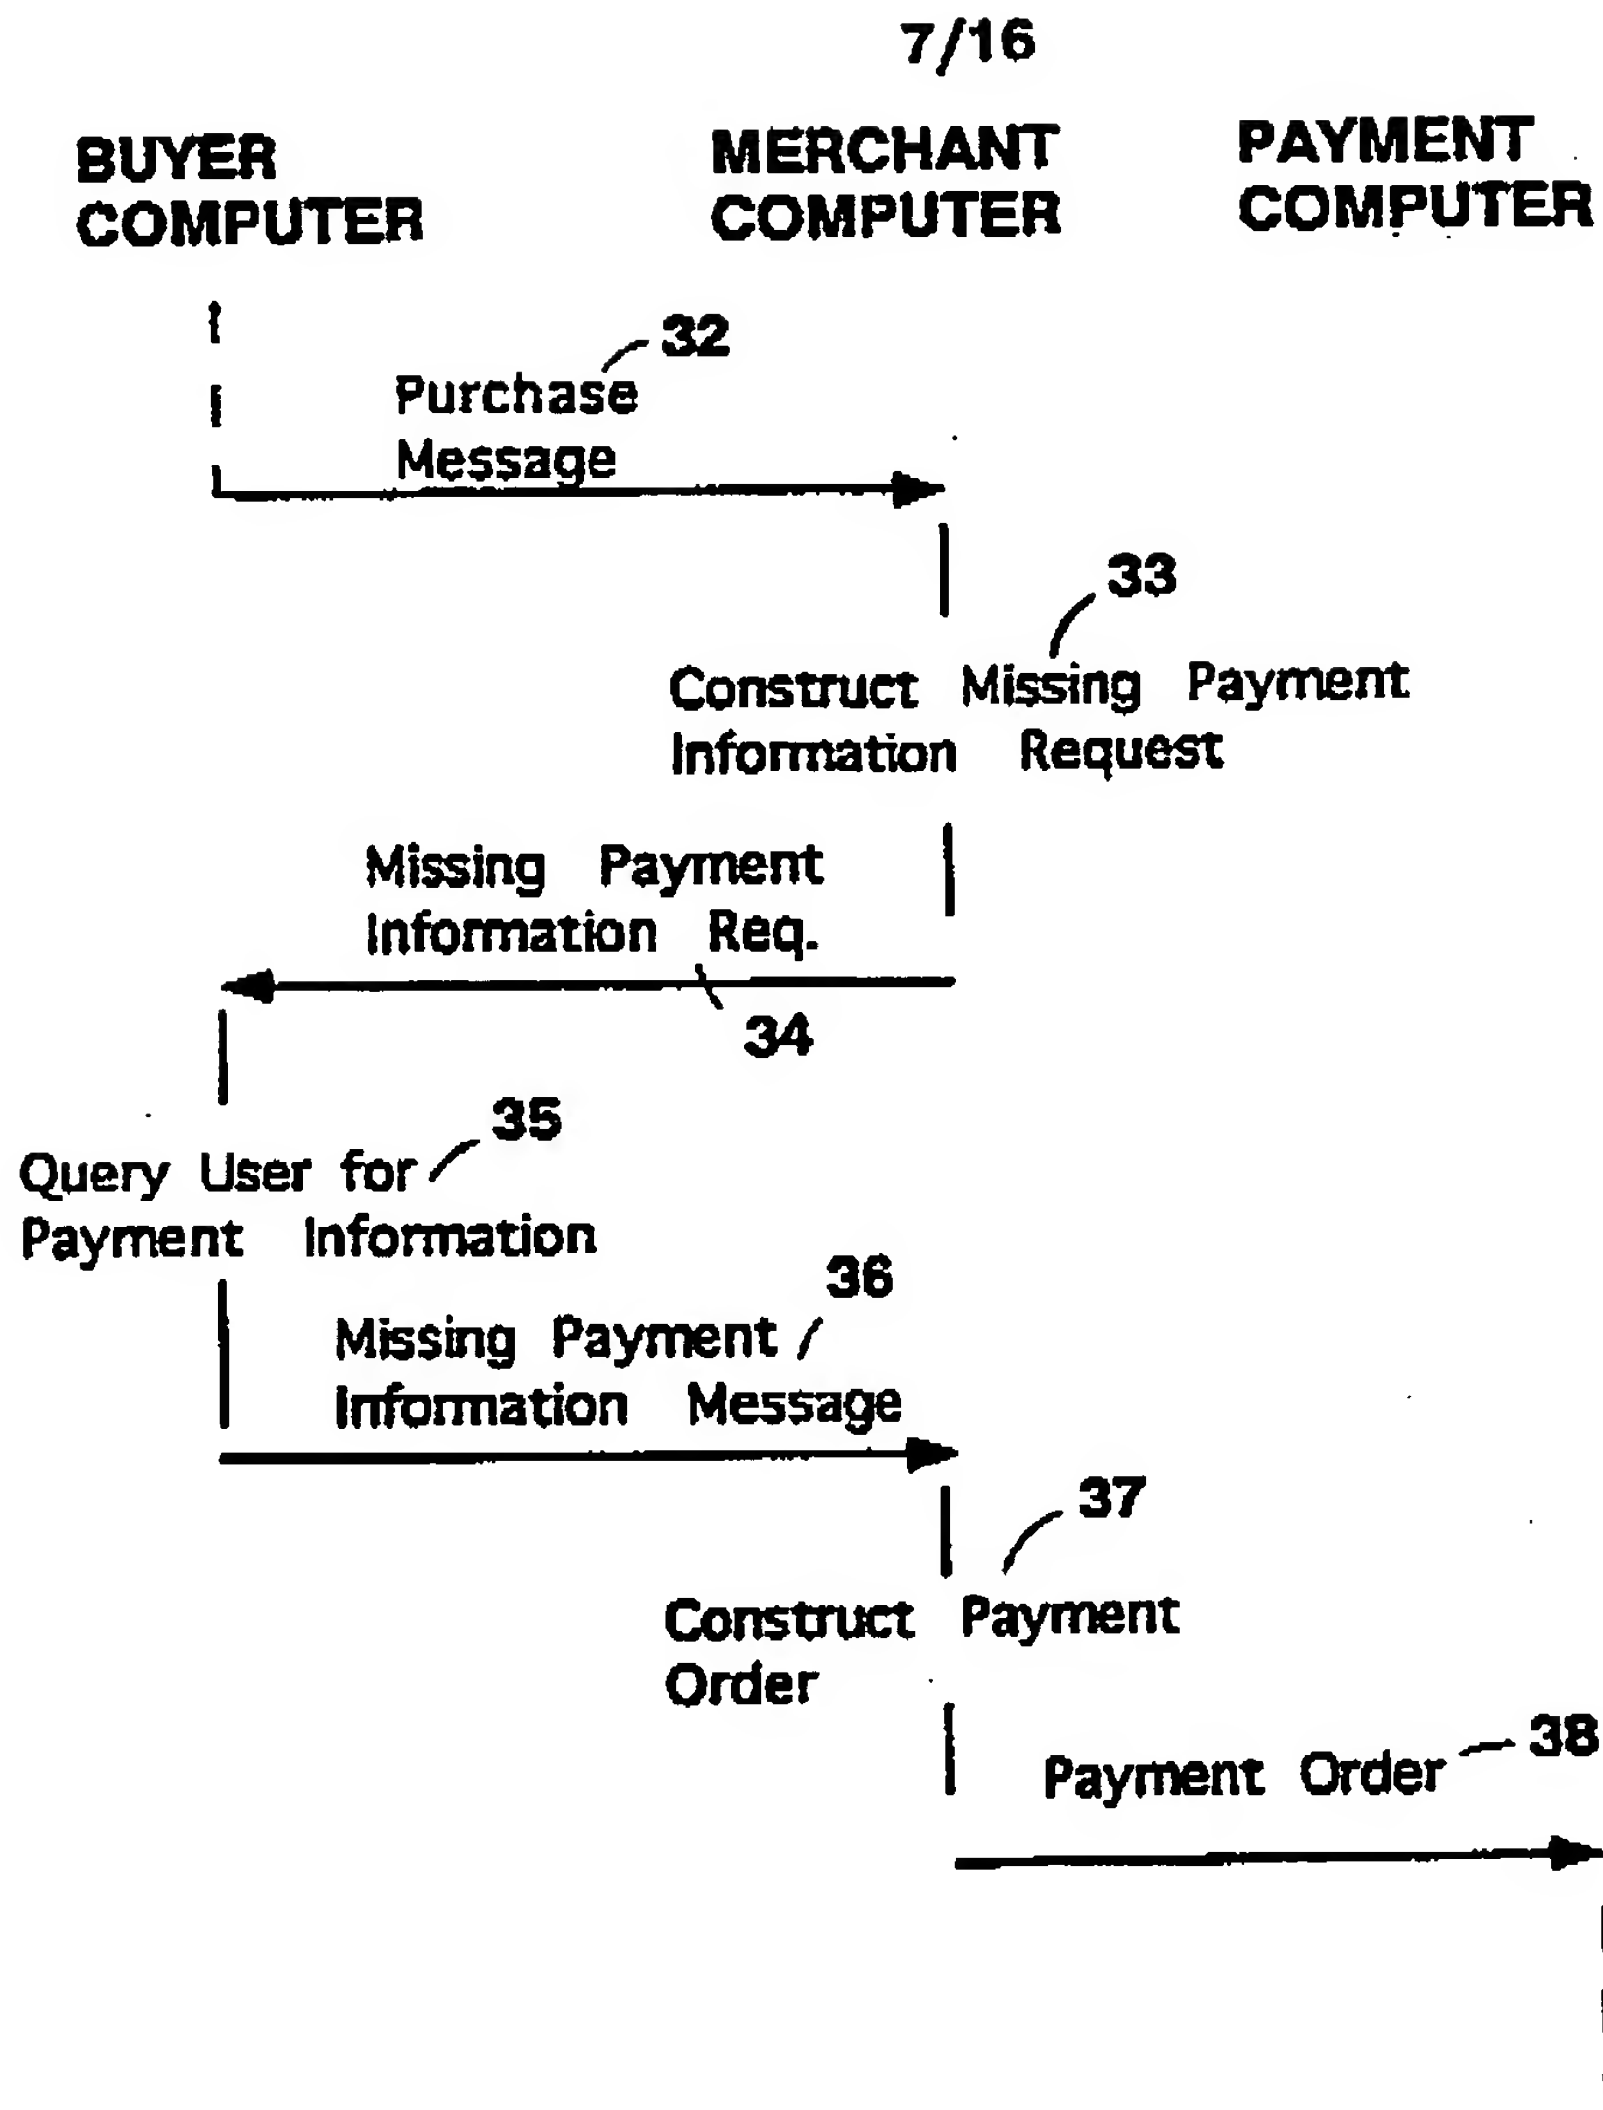 7/16
BUYER
COMPUTER
MERCHANT
COMPUTER
PAYMENT
COMPUTER
32
Purchase
Message
33
Construct Missing Payment
Information Request
Missing Payment
Information Req.
34
35
Query User for
Payment Information
36
Missing Payment
Information Message
37
Construct Payment
Order
38
Payment Order